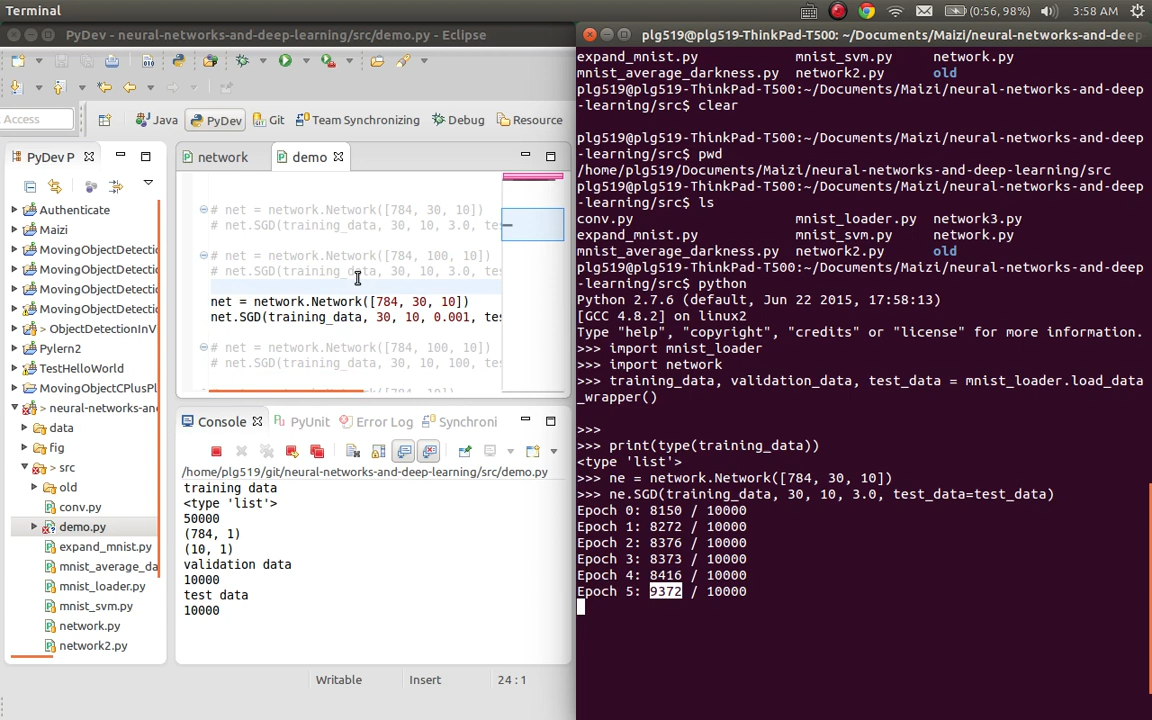 Terminal
(0:56, 98%) 3:58 AM
PyDev - neural-networks-and-deep-learning/src/demo.py - Eclipse
Access
Java
PyDev
Git
Team Synchronizing
Debug
Resource
PyDev P
Authenticate
Maizi
MovingObjectDetecti
MovingObjectDetecti
MovingObjectDetecti
MovingObjectDetecti
> ObjectDetectionInV
Pylern2
TestHelloWorld
MovingObjectCPlusPl
> neural-networks-an
data
fig
> src
old
conv.py
demo.py
expand_mnist.py
mnist_average_da
mnist_loader.py
mnist_svm.py
network.py
network2.py
network
demo
# net = network.Network([784, 30, 10])
# net.SGD(training_data, 30, 10, 3.0, tes
# net = network.Network([784, 100, 10])
# net.SGD(training_data, 30, 10, 3.0, tes
net = network.Network([784, 30, 10])
net.SGD(training_data, 30, 10, 0.001, tes
# net = network.Network([784, 100, 10])
# net.SGD(training_data, 30, 10, 100, tes
Console
PyUnit
Error Log
Synchroni
/home/plg519/git/neural-networks-and-deep-learning/src/demo.py
training data
<type 'list'>
50000
(784, 1)
(10, 1)
validation data
10000
test data
10000
Writable
Insert
24 : 1
plg519@plg519-ThinkPad-T500: ~/Documents/Maizi/neural-networks-and-deep-
expand_mnist.py mnist_svm.py network.py
mnist_average_darkness.py network2.py old
plg519@plg519-ThinkPad-T500:~/Documents/Maizi/neural-networks-and-deep
-learning/src$ clear
plg519@plg519-ThinkPad-T500:~/Documents/Maizi/neural-networks-and-deep
-learning/src$ pwd
/home/plg519/Documents/Maizi/neural-networks-and-deep-learning/src
plg519@plg519-ThinkPad-T500:~/Documents/Maizi/neural-networks-and-deep
-learning/src$ ls
conv.py mnist_loader.py network3.py
expand_mnist.py mnist_svm.py network.py
mnist_average_darkness.py network2.py old
plg519@plg519-ThinkPad-T500:~/Documents/Maizi/neural-networks-and-deep
-learning/src$ python
Python 2.7.6 (default, Jun 22 2015, 17:58:13)
[GCC 4.8.2] on linux2
Type "help", "copyright", "credits" or "license" for more information.
>>> import mnist_loader
>>> import network
>>> training_data, validation_data, test_data = mnist_loader.load_data
_wrapper()
>>>
>>> print(type(training_data))
<type 'list'>
>>> ne = network.Network([784, 30, 10])
>>> ne.SGD(training_data, 30, 10, 3.0, test_data=test_data)
Epoch 0: 8150 / 10000
Epoch 1: 8272 / 10000
Epoch 2: 8376 / 10000
Epoch 3: 8373 / 10000
Epoch 4: 8416 / 10000
Epoch 5: 9372 / 10000